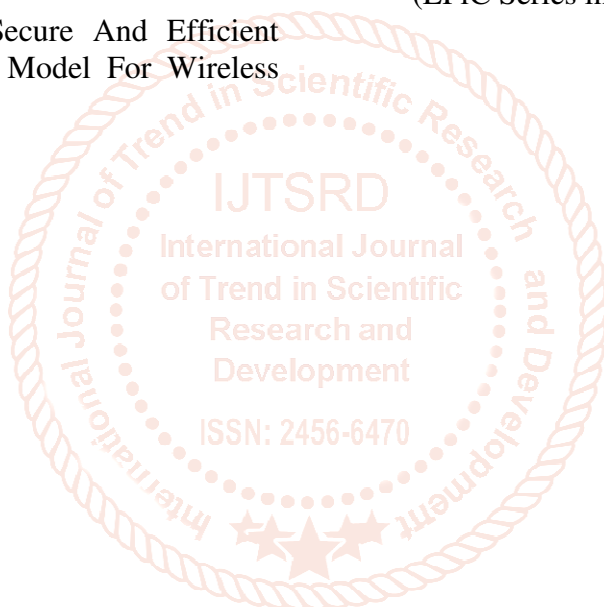 (EPiC Series in
Secure And Efficient
Model For Wireless
International Journal of Trend in Scientific Research and Development
IJTSRD
International Journal
of Trend in Scientific
Research and
Development
ISSN: 2456-6470